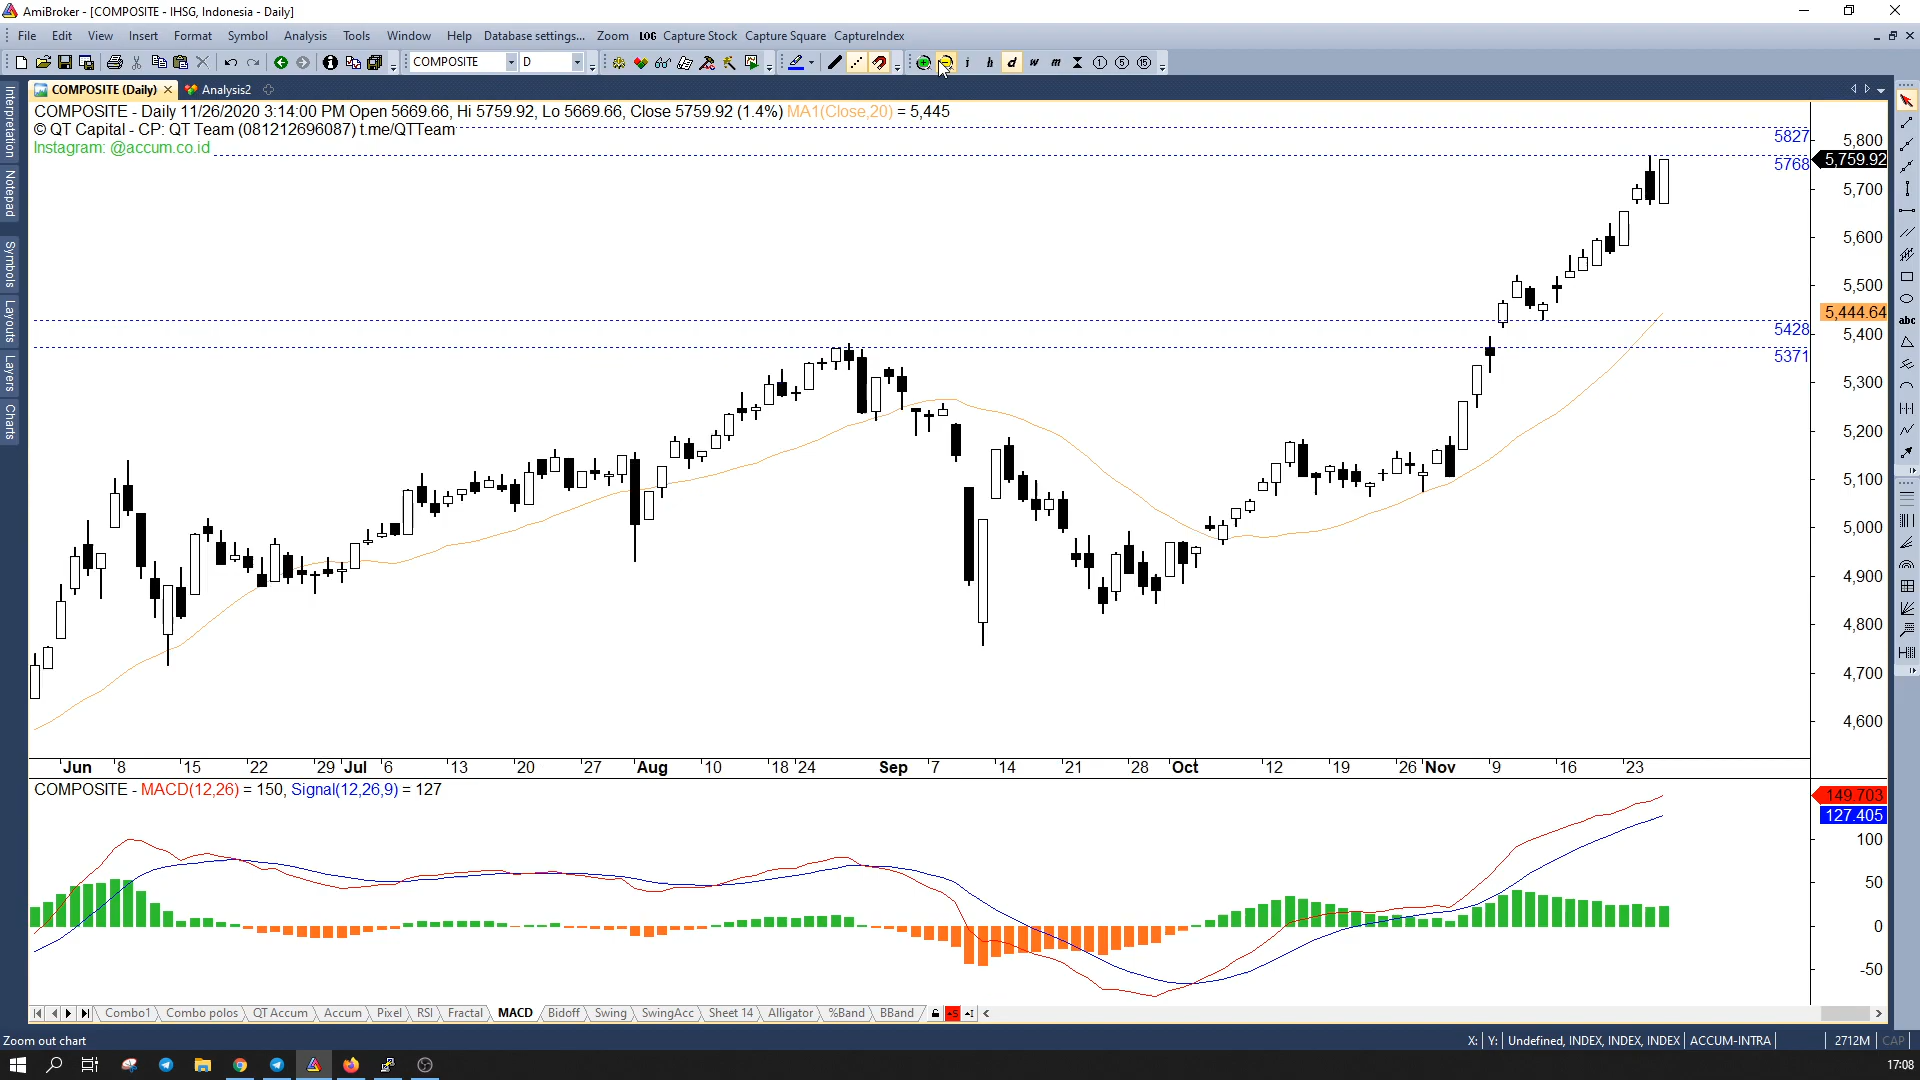 AmiBroker - [COMPOSITE - IHSG, Indonesia - Daily]
File Edit View Insert Format Symbol Analysis Tools Window Help Database settings... Zoom LOG Capture Stock Capture Square CaptureIndex
COMPOSITE D i h d w m 1 5 15
COMPOSITE (Daily) Analysis2
COMPOSITE - Daily 11/26/2020 3:14:00 PM Open 5669.66, Hi 5759.92, Lo 5669.66, Close 5759.92 (1.4%) MA1(Close,20) = 5,445
© QT Capital - CP: QT Team (081212696087) t.me/QTTeam
Instagram: @accum.co.id
Interpretation
Notepad
Symbols
Layouts
Layers
Charts
5827
5768
5428
5371
5,800
5,759.92
5,700
5,600
5,500
5,444.64
5,400
5,300
5,200
5,100
5,000
4,900
4,800
4,700
4,600
abc
Jun 8 15 22 29 Jul 6 13 20 27 Aug 10 18 24 Sep 7 14 21 28 Oct 12 19 26 Nov 9 16 23
COMPOSITE - MACD(12,26) = 150, Signal(12,26,9) = 127
149.703
127.405
100
50
0
-50
Combo1 Combo polos QT Accum Accum Pixel RSI Fractal MACD Bidoff Swing SwingAcc Sheet 14 Alligator %Band BBand
Zoom out chart
X: Y: Undefined, INDEX, INDEX, INDEX ACCUM-INTRA 2712M CAP
17:08